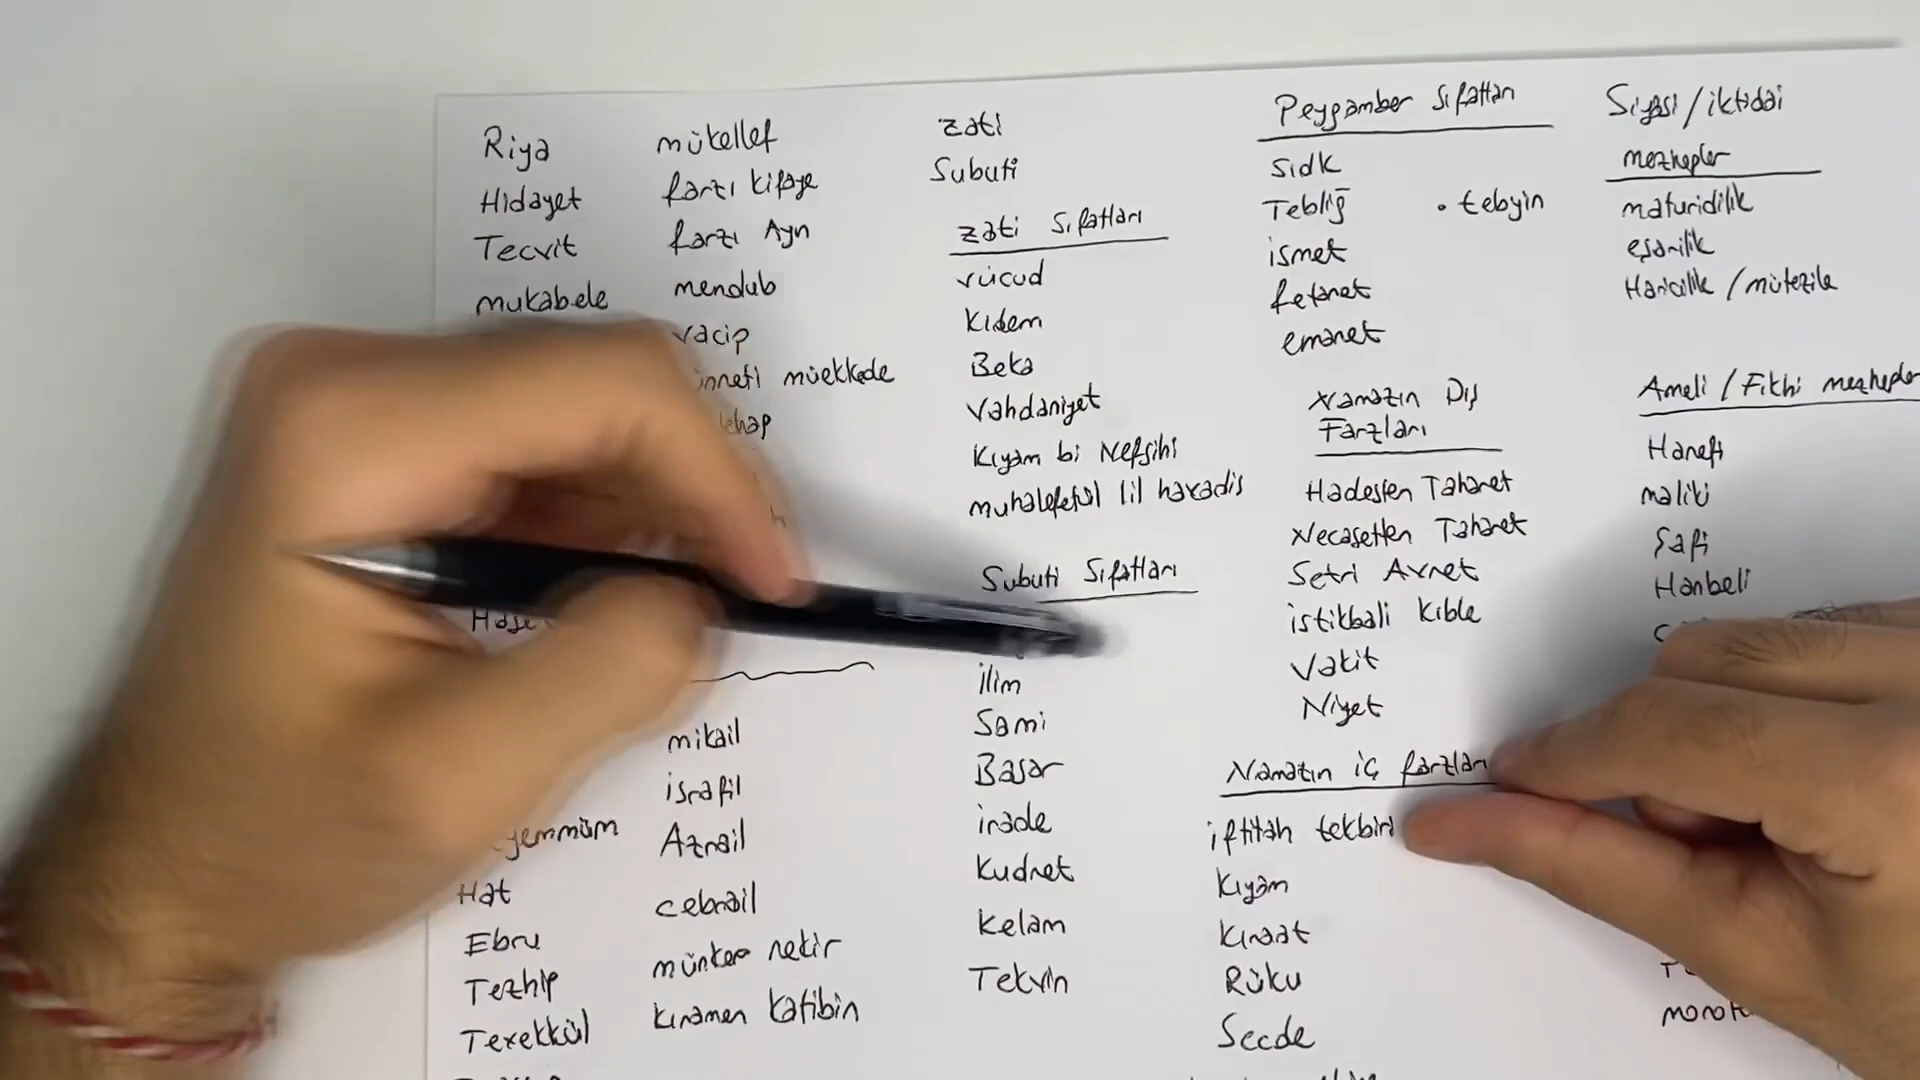 Riya
Hidayet
Tecvit
mukabele
Hat
Ebru
Tezhip
Tevekkül
mükellef
farzı kifaye
farzı Ayn
mendub
vacip
müekkede
mikail
israfil
Azrail
cebrail
münker nekir
kiramen katibin
zati
Subuti
zati Sıfatları
vücud
Kıdem
Beka
Vahdaniyet
Kıyam bi Nefsihi
muhalefetül lil havadis
Subuti Sıfatları
ilim
Sami
Basar
irade
Kudret
Kelam
Tekvin
Peygamber Sıfatları
Sıdk
Tebliğ • tebyin
ismet
fetanet
emanet
Namazın Dış
Farzları
Hadesten Taharet
Necasetten Taharet
Setri Avret
istikbali Kıble
Vakit
Niyet
Namazın iç farzları
iftitah tekbiri
Kıyam
Kıraat
Rüku
Secde
Siyasi / iktidai
mezhepler
maturidilik
eşarilik
Haricilik / mütezile
Ameli / Fıkhi mezhepler
Hanefi
maliki
Şafi
Hanbeli